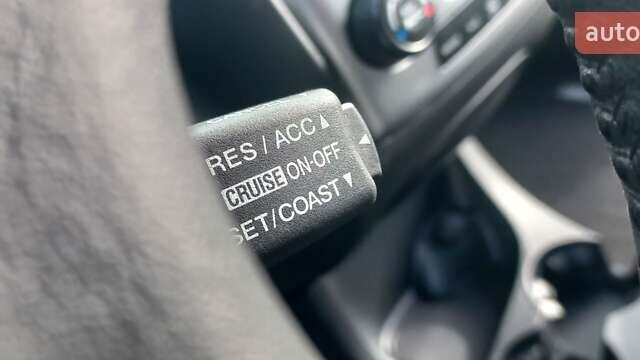 auto
RES / ACC ▲
CRUISE ON-OFF ◄
SET/COAST ▼